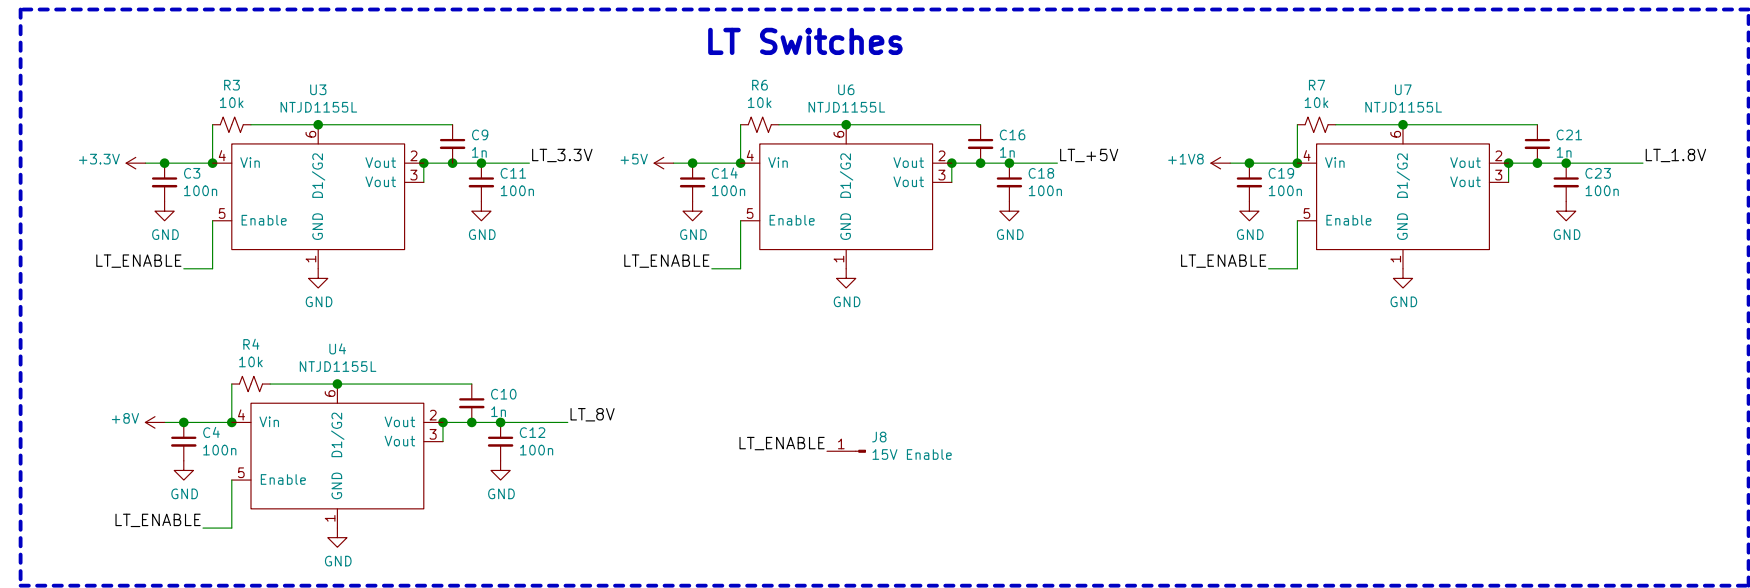 LT Switches
R3
10k
U3
NTJD1155L
6
C9
1n
+3.3V
4
Vin
D1/G2
Vout
2
LT_3.3V
Vout
3
C3
100n
C11
100n
5
Enable
GND
GND
GND
LT_ENABLE
1
GND
R6
10k
U6
NTJD1155L
6
C16
1n
+5V
4
Vin
D1/G2
Vout
2
LT_+5V
Vout
3
C14
100n
C18
100n
5
Enable
GND
GND
GND
LT_ENABLE
1
GND
R7
10k
U7
NTJD1155L
6
C21
1n
+1V8
4
Vin
D1/G2
Vout
2
LT_1.8V
Vout
3
C19
100n
C23
100n
5
Enable
GND
GND
GND
LT_ENABLE
1
GND
R4
10k
U4
NTJD1155L
6
C10
1n
+8V
4
Vin
D1/G2
Vout
2
LT_8V
Vout
3
C4
100n
C12
100n
5
Enable
GND
GND
GND
LT_ENABLE
1
GND
LT_ENABLE
1
J8
15V Enable